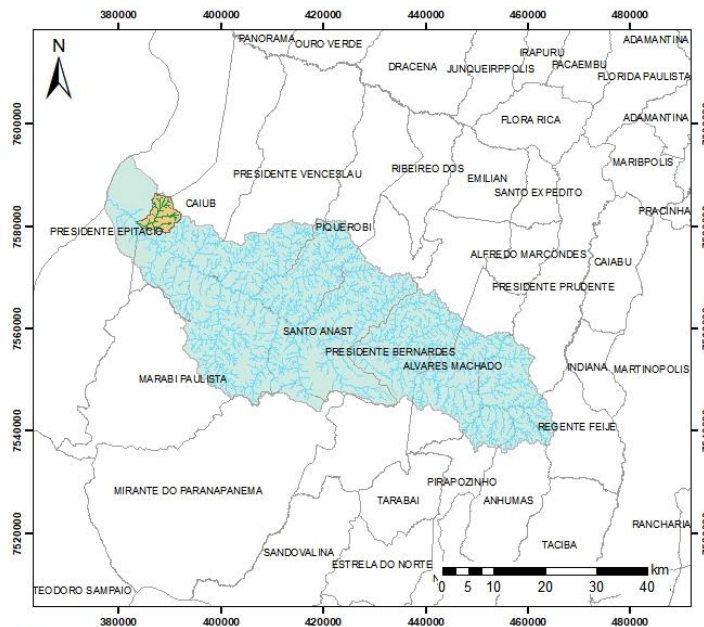 380000 400000 420000 440000 460000 480000
N
PANORAMA
OURO VERDE
ADAMANTINA
IRAPURU
PACAEMBU
DRACENA
JUNQUEIRPPOLIS
FLORIDA PAULISTA
7600000
FLORA RICA
ADAMANTINA
MARIBPOLIS
PRESIDENTE VENCESLAU
RIBEIREO DOS
EMILIAN
SANTO EXPEDITO
CAIUB
PRACINHA
7580000
PRESIDENTE EPITACIO
PIQUEROBI
ALFREDO MARCONDES
CAIABU
PRESIDENTE PRUDENTE
7560000
SANTO ANAST
PRESIDENTE BERNARDES
ALVARES MACHADO
INDIANA
MARTINOPOLIS
MARABI PAULISTA
7540000
REGENTE FEIJE
MIRANTE DO PARANAPANEMA
PIRAPOZINHO
TARABAI
ANHUMAS
7520000
RANCHARIA
SANDOVALINA
TACIBA
ESTRELA DO NORTE
TEODORO SAMPAIO
N
km
0 5 10 20 30 40
380000 400000 420000 440000 460000 480000